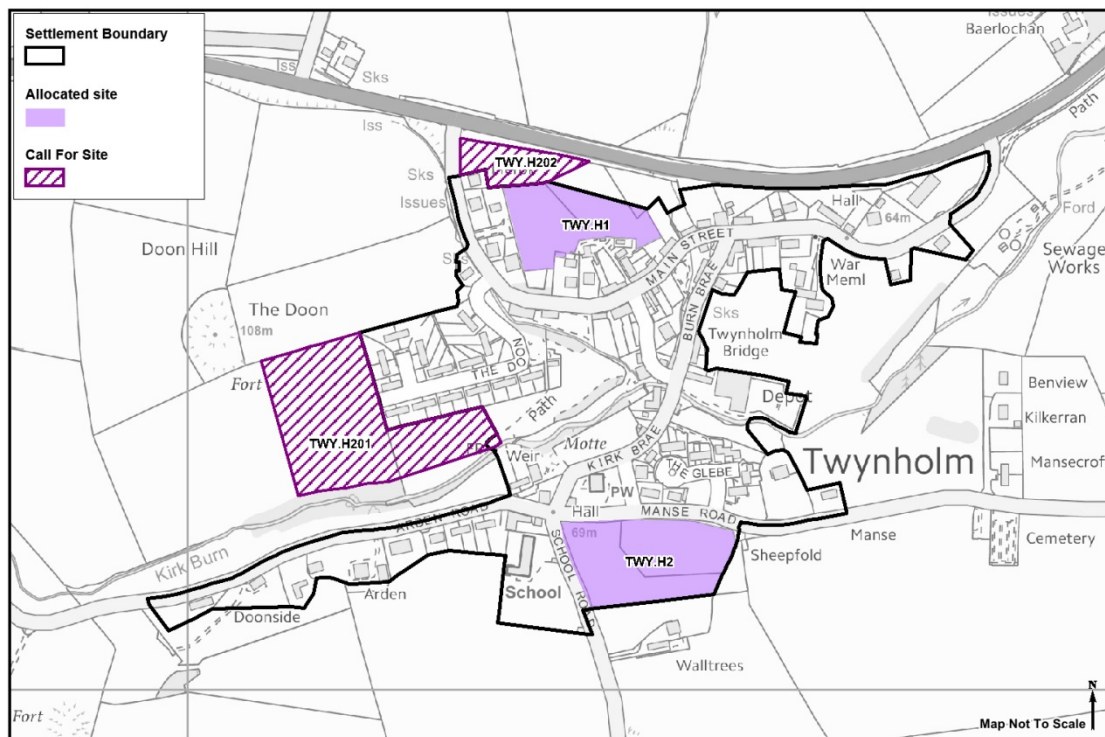 Settlement Boundary
Allocated site
Call For Site
Issues
Baerlochan
Sks
Iss
Path
Iss
TWY.H202
Sks
Issues
TWY.H1
Hall
64m
Ford
MAIN STREET
Sewage
Works
War
Meml
Doon Hill
BURN BRAE
Sks
The Doon
108m
Sks
Twynholm
Bridge
THE DOON
Fort
Path
Depot
Benview
Kilkerran
TWY.H201
Weir
Motte
KIRK BRAE
THE GLEBE
Twynholm
Mansecroft
PW
ARDEN ROAD
Hall
69m
MANSE ROAD
Manse
Cemetery
Sheepfold
Kirk Burn
SCHOOL ROAD
TWY.H2
School
Arden
Doonside
Walltrees
Fort
N
Map Not To Scale